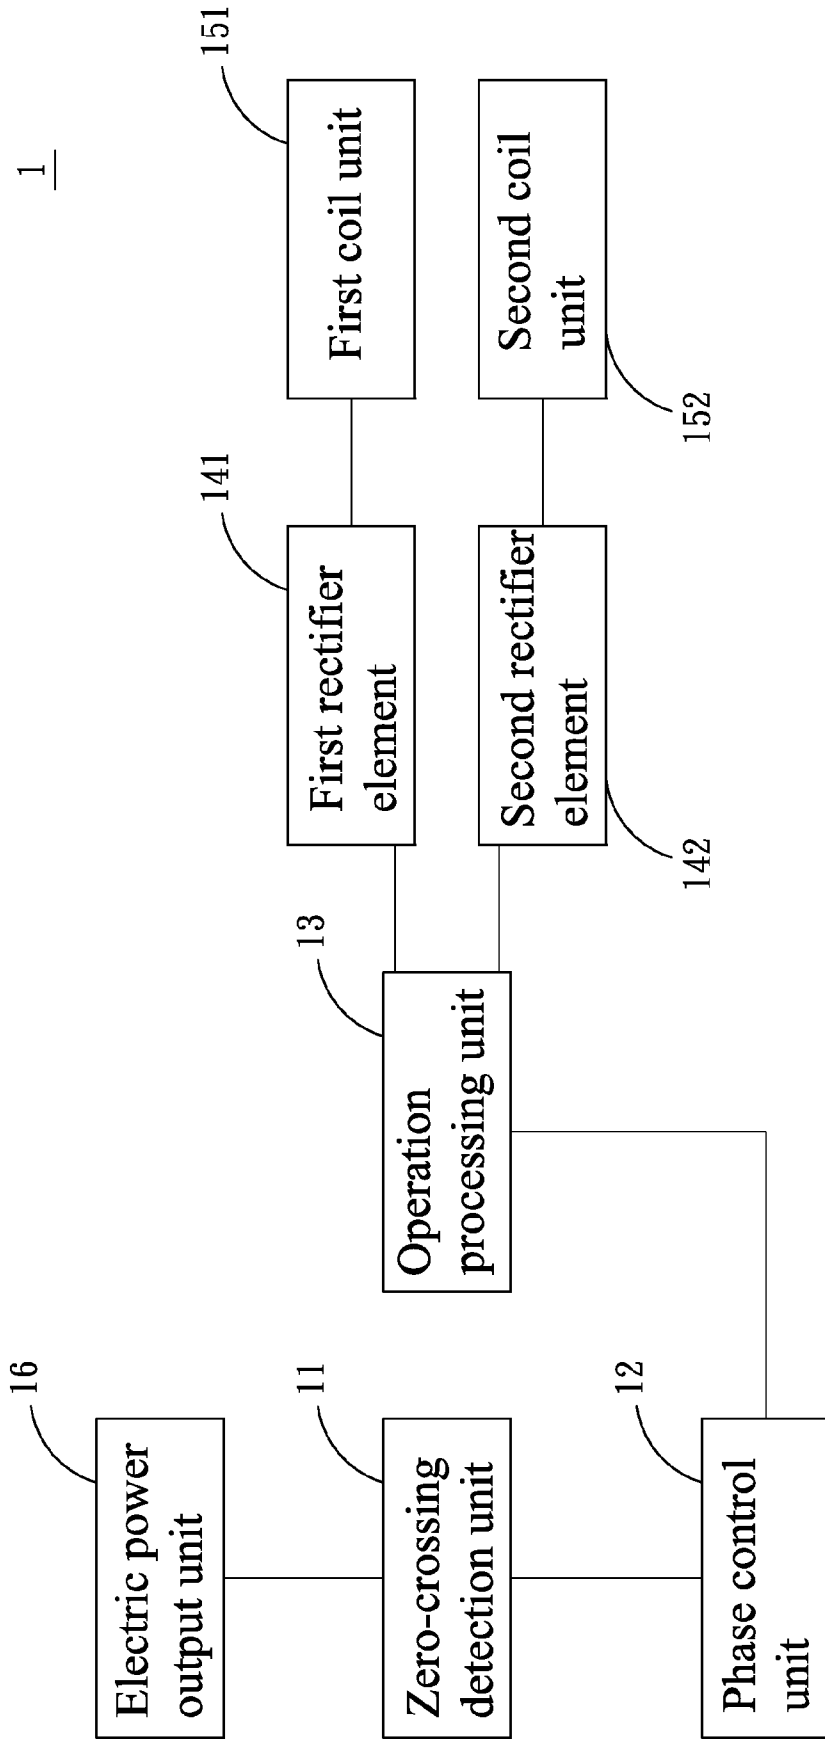 1
16
Electric power
output unit
11
Zero-crossing
detection unit
12
Phase control
unit
13
Operation
processing unit
141
First rectifier
element
Second rectifier
element
142
151
First coil unit
Second coil
unit
152